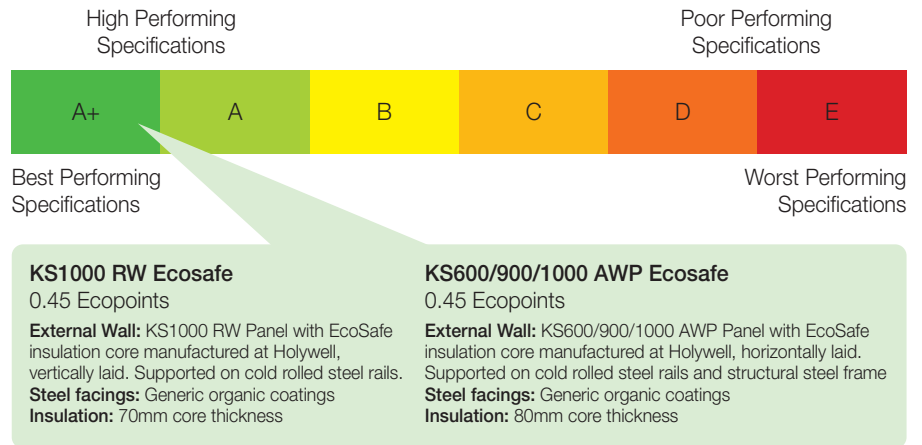 High Performing
Specifications
Poor Performing
Specifications
A+
A
B
C
D
E
Best Performing
Specifications
Worst Performing
Specifications
KS1000 RW Ecosafe
0.45 Ecopoints
External Wall: KS1000 RW Panel with EcoSafe
insulation core manufactured at Holywell,
vertically laid. Supported on cold rolled steel rails.
Steel facings: Generic organic coatings
Insulation: 70mm core thickness
KS600/900/1000 AWP Ecosafe
0.45 Ecopoints
External Wall: KS600/900/1000 AWP Panel with EcoSafe
insulation core manufactured at Holywell, horizontally laid.
Supported on cold rolled steel rails and structural steel frame
Steel facings: Generic organic coatings
Insulation: 80mm core thickness